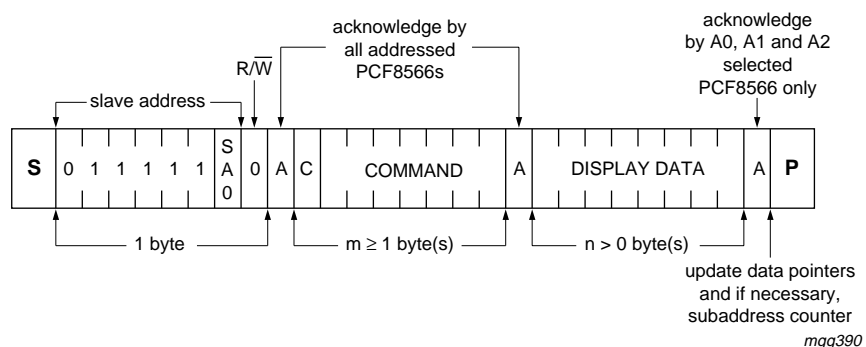 acknowledge by
all addressed
PCF8566s
acknowledge
by A0, A1 and A2
selected
PCF8566 only
R/W̅
slave address
S 0 1 1 1 1 1 SA0 0 A C COMMAND A DISPLAY DATA A P
1 byte
m ≥ 1 byte(s)
n > 0 byte(s)
update data pointers
and if necessary,
subaddress counter
mgg390